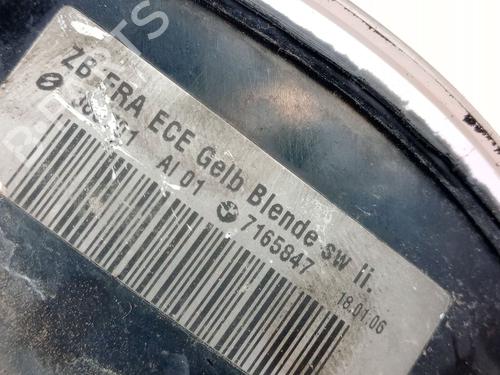 ZB FRA ECE Gelb Blende sw li.
AI 01
7165847
18.01.06